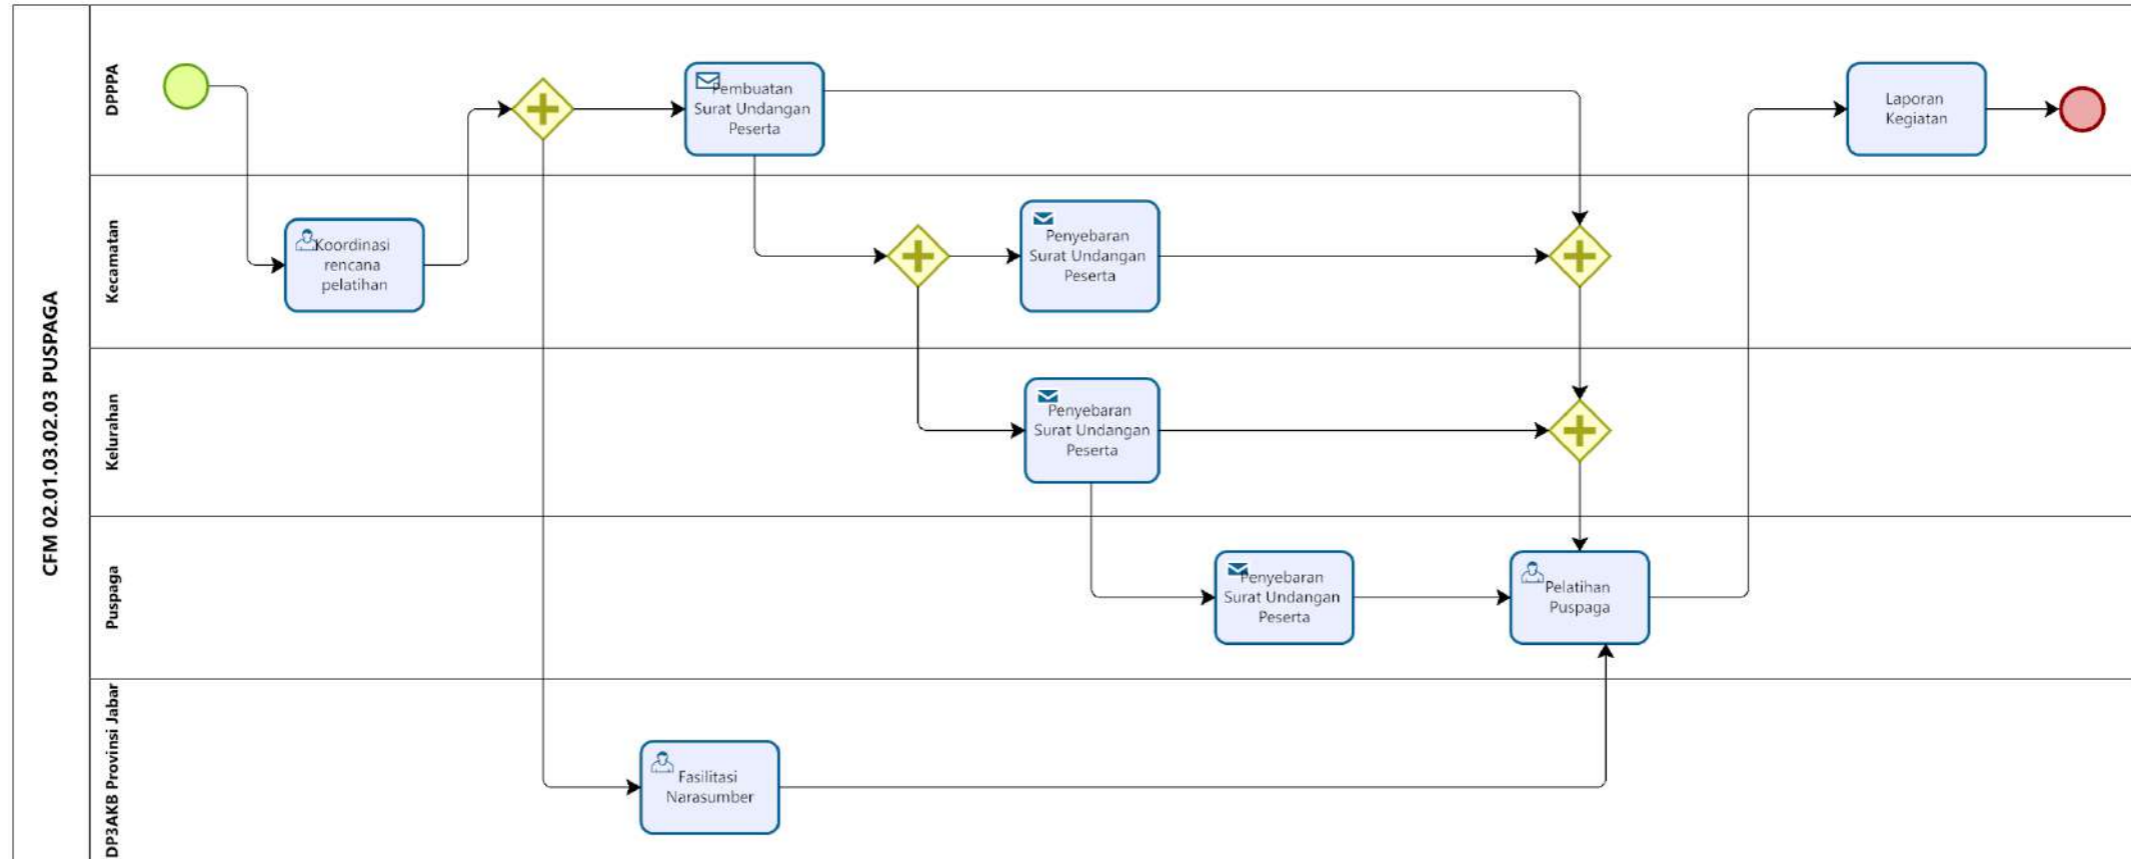 CFM 02.01.03.02.03 PUSPAGA
DPPPA
Pembuatan
Surat Undangan
Peserta
Laporan
Kegiatan
Kecamatan
Koordinasi
rencana
pelatihan
Penyebaran
Surat Undangan
Peserta
Kelurahan
Penyebaran
Surat Undangan
Peserta
Puspaga
Penyebaran
Surat Undangan
Peserta
Pelatihan
Puspaga
DP3AKB Provinsi Jabar
Fasilitasi
Narasumber